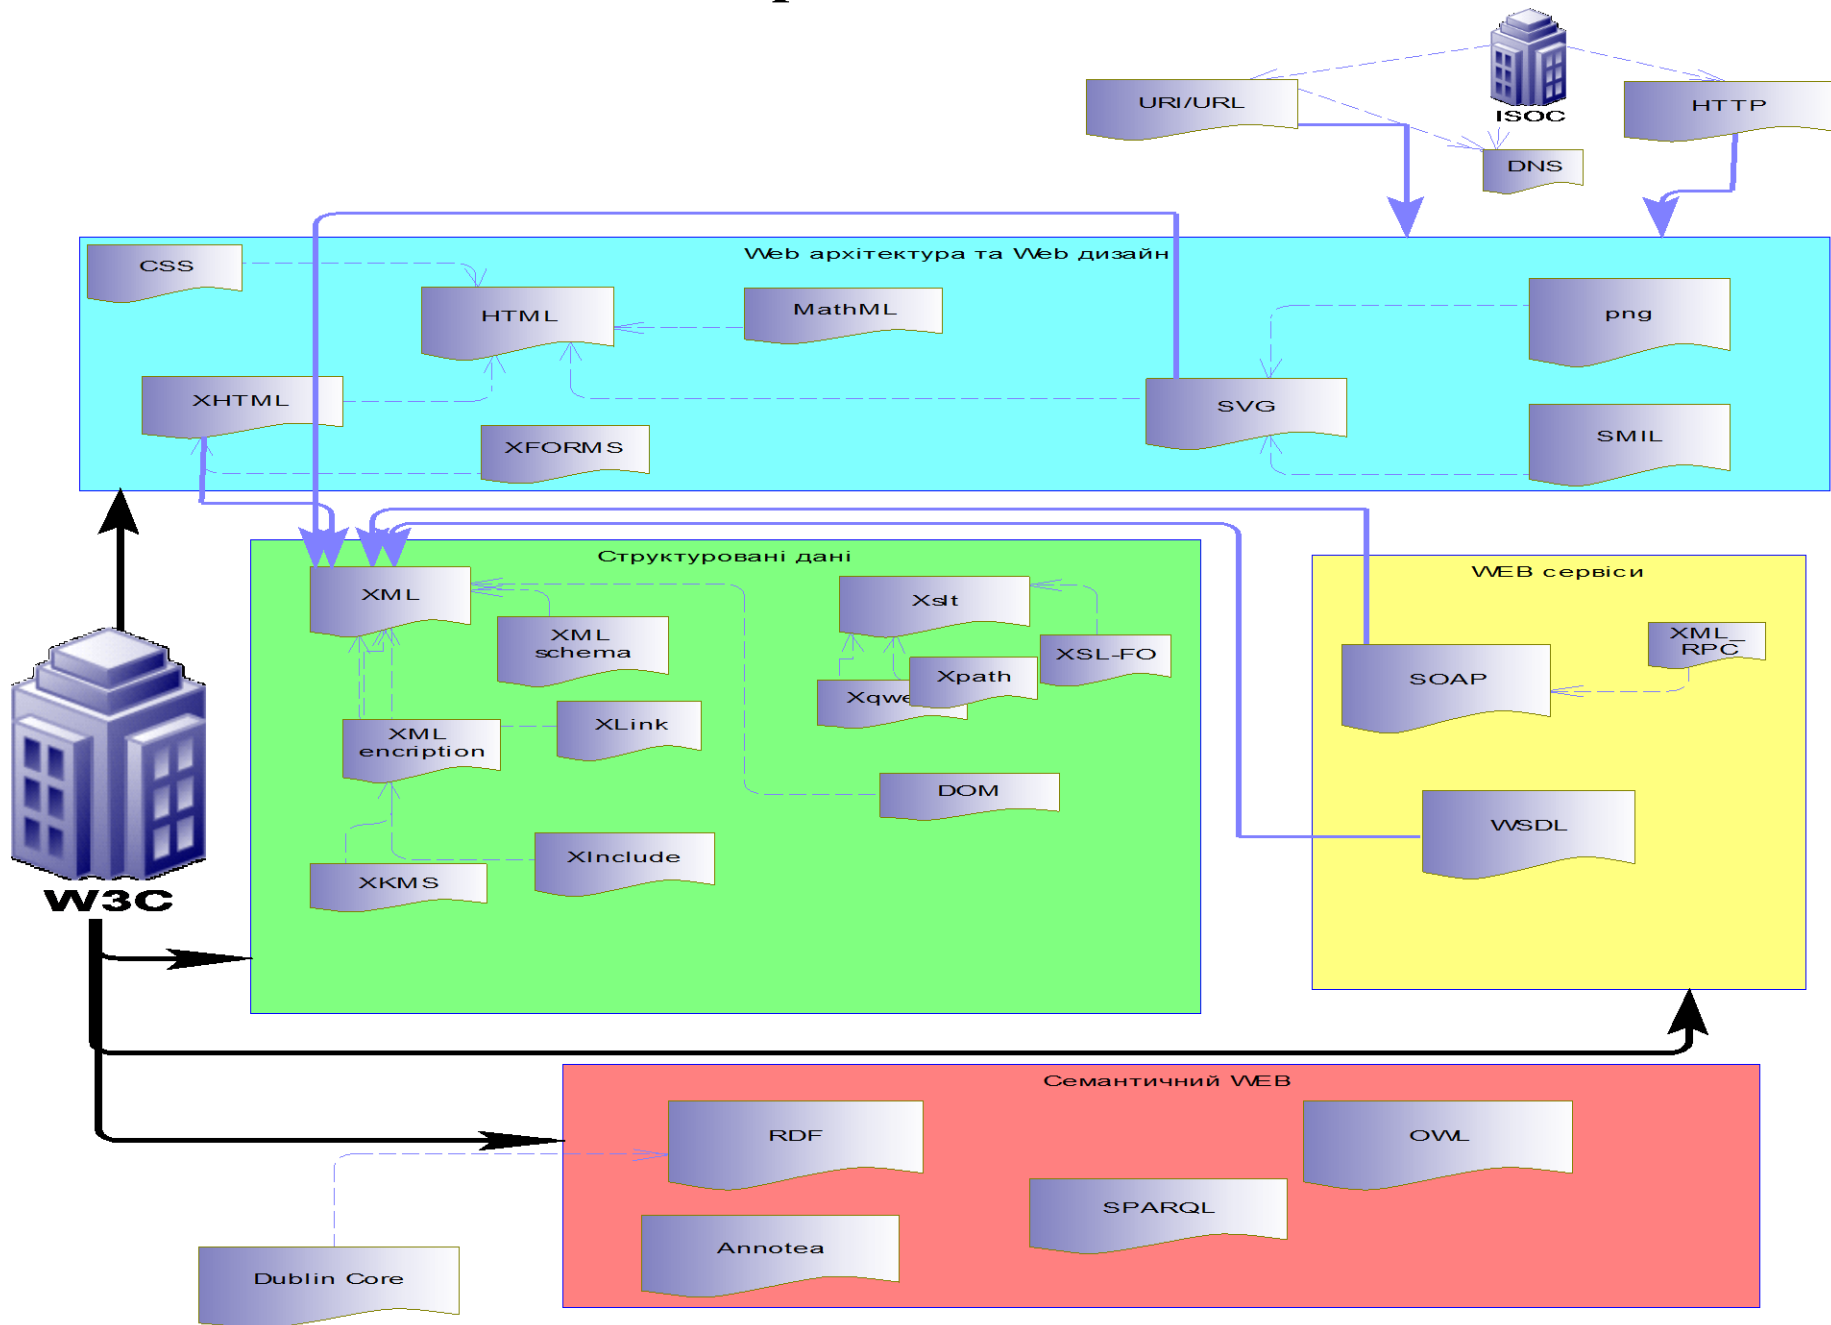 ISOC
URI/URL
HTTP
DNS
Web архітектура та Web дизайн
CSS
HTML
MathML
png
XHTML
SVG
XFORMS
SMIL
Структуровані дані
XML
Xslt
XML
schema
XSL-FO
Xpath
XML
encription
XLink
DOM
XInclude
XKMS
WEB сервіси
XML_
RPC
SOAP
WSDL
W3C
Семантичний WEB
RDF
OWL
SPARQL
Annotea
Dublin Core